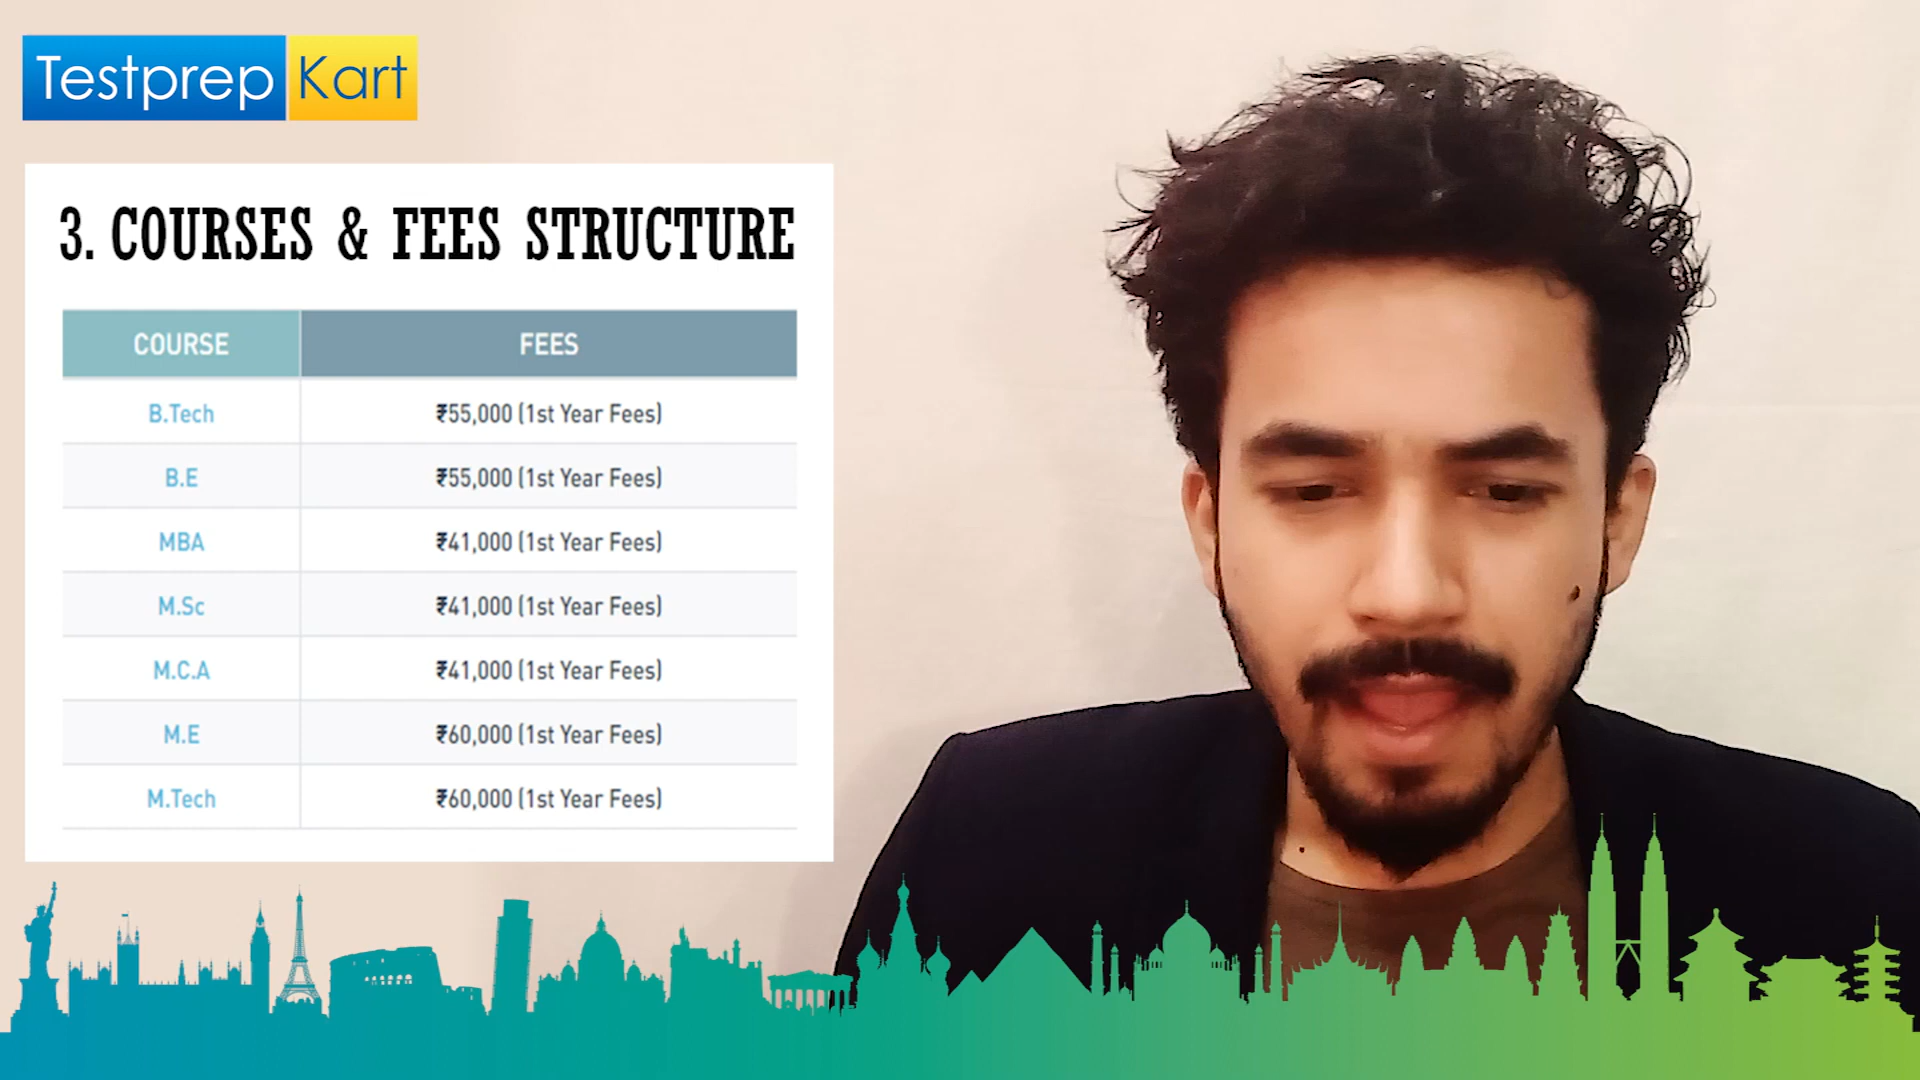 Testprep Kart
3. COURSES & FEES STRUCTURE
COURSE FEES
B.Tech ₹55,000 (1st Year Fees)
B.E ₹55,000 (1st Year Fees)
MBA ₹41,000 (1st Year Fees)
M.Sc ₹41,000 (1st Year Fees)
M.C.A ₹41,000 (1st Year Fees)
M.E ₹60,000 (1st Year Fees)
M.Tech ₹60,000 (1st Year Fees)